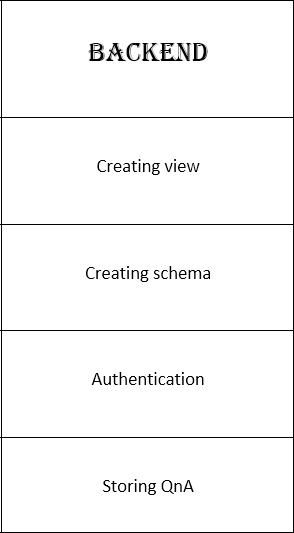 BACKEND
Creating view
Creating schema
Authentication
Storing QnA